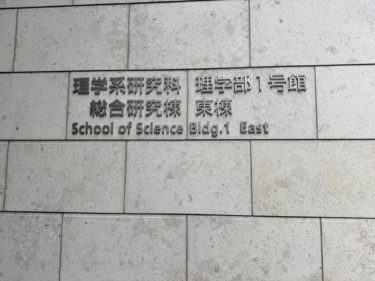 理学系研究科 理学部1号館
総合研究棟 東棟
School of Science Bldg.1 East